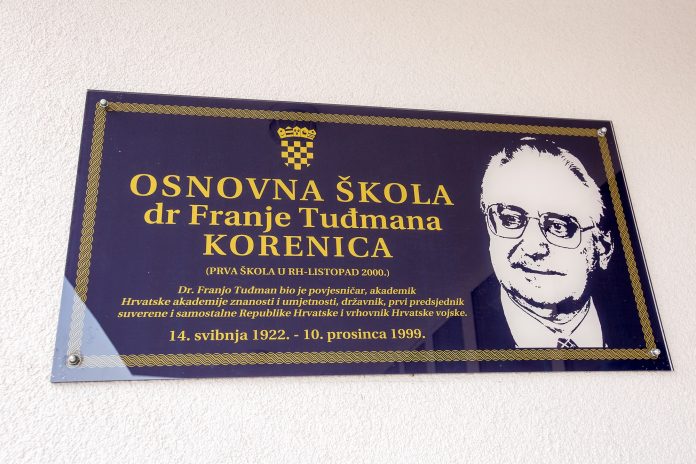 OSNOVNA ŠKOLA
dr Franje Tuđmana
KORENICA
(PRVA ŠKOLA U RH-LISTOPAD 2000.)
Dr. Franjo Tuđman bio je povjesničar, akademik
Hrvatske akademije znanosti i umjetnosti, državnik, prvi predsjednik
suverene i samostalne Republike Hrvatske i vrhovnik Hrvatske vojske.
14. svibnja 1922. - 10. prosinca 1999.